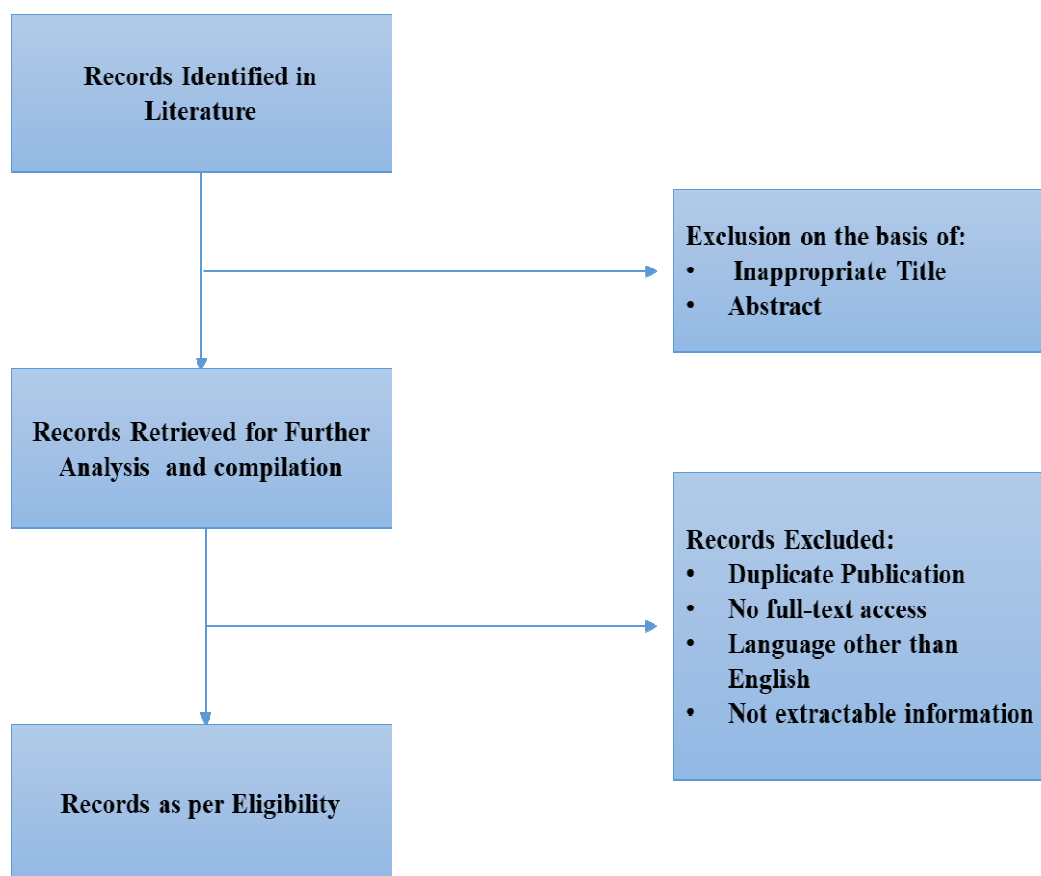 Records Identified in
Literature
Exclusion on the basis of:
• Inappropriate Title
• Abstract
Records Retrieved for Further
Analysis and compilation
Records Excluded:
• Duplicate Publication
• No full-text access
• Language other than
English
• Not extractable information
Records as per Eligibility